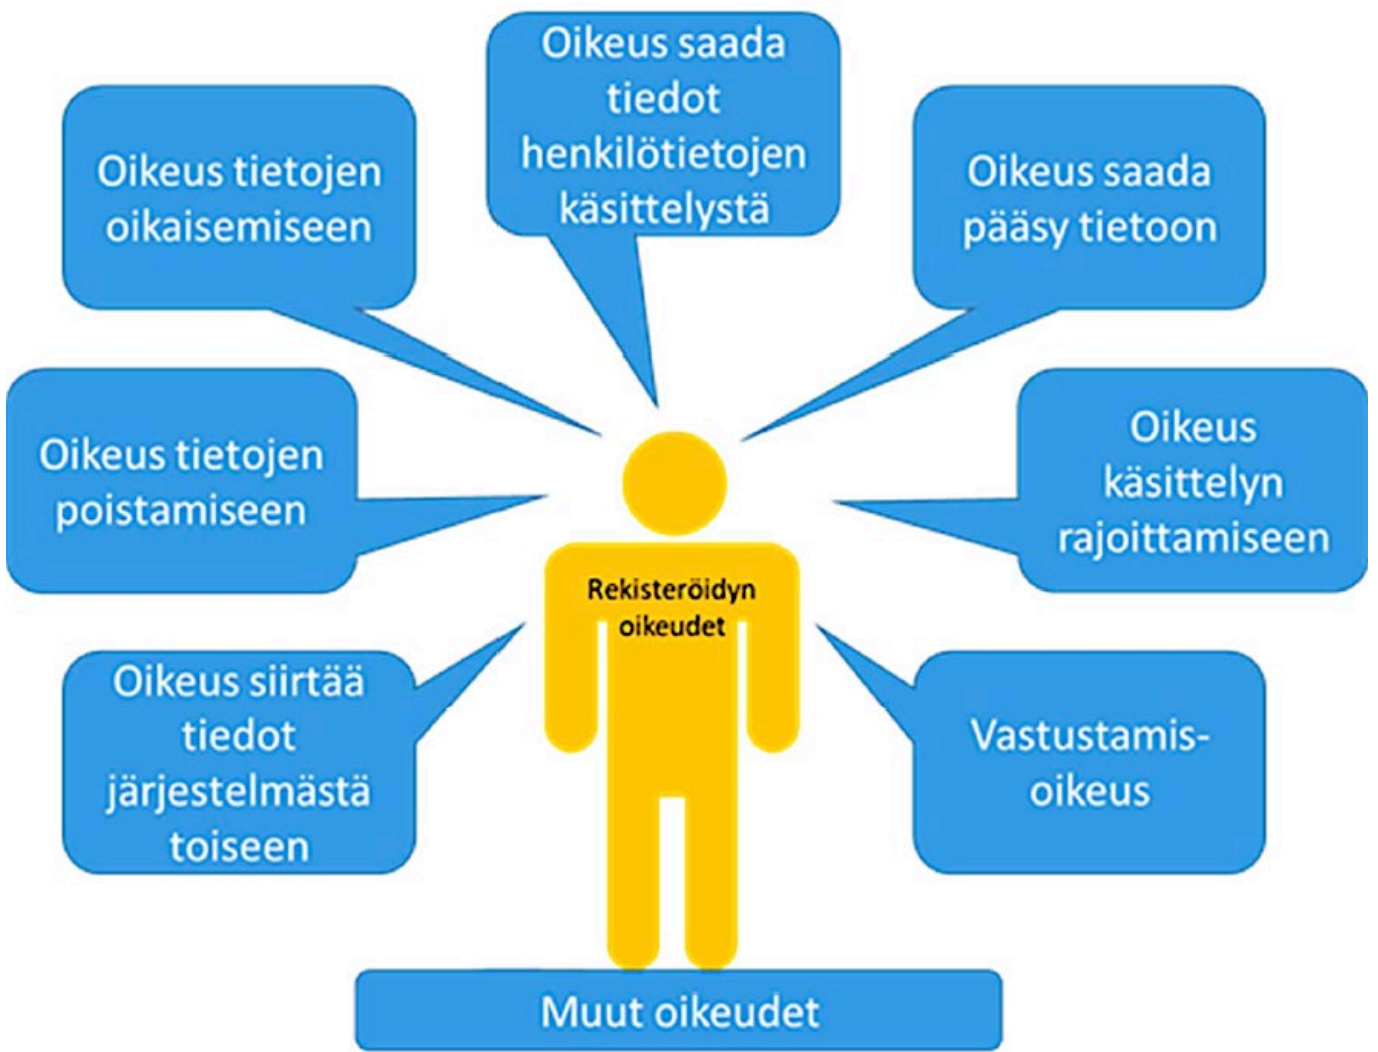 Oikeus saada
tiedot
henkilötietojen
käsittelystä
Oikeus tietojen
oikaisemiseen
Oikeus saada
pääsy tietoon
Oikeus tietojen
poistamiseen
Oikeus
käsittelyn
rajoittamiseen
Rekisteröidyn
oikeudet
Oikeus siirtää
tiedot
järjestelmästä
toiseen
Vastustamis-
oikeus
Muut oikeudet